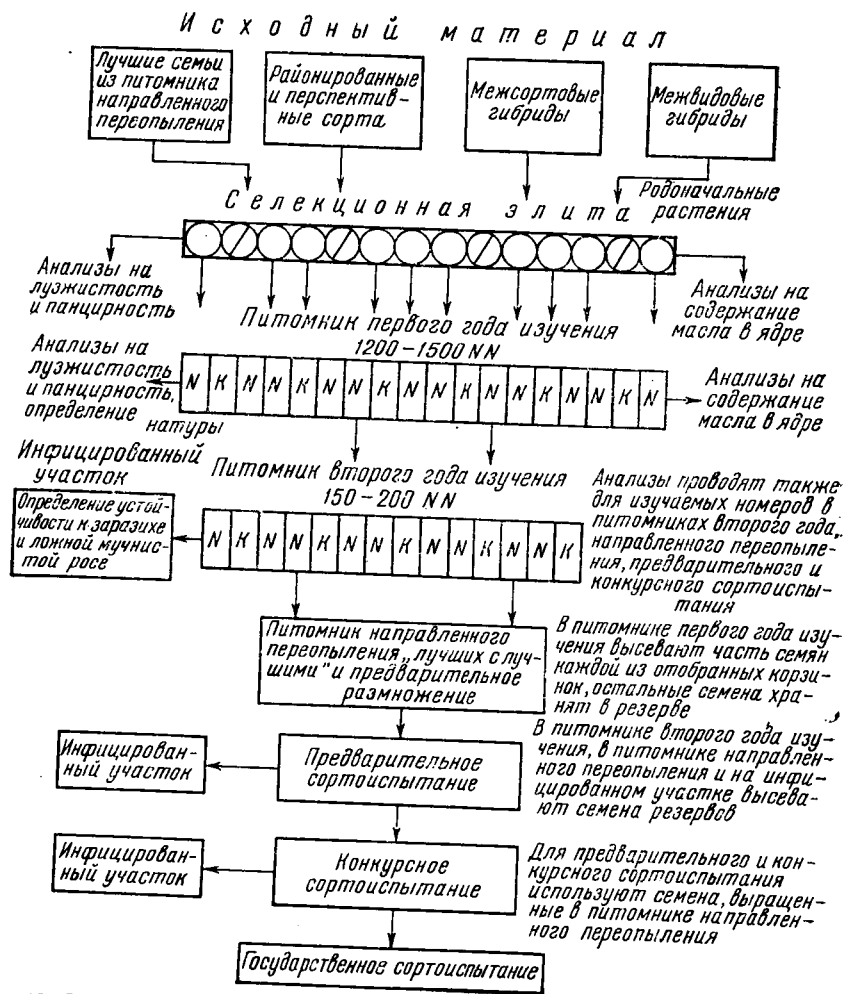 Исходный материал
Лучшие семьи
из питомника
направленного
переопыления
Районированные
и перспектив-
ные сорта
Межсортовые
гибриды
Межвидовые
гибриды
Родоначальные
растения
Селекционная элита
Анализы на
лузжистость
и панцирность
Анализы на
содержание
масла в ядре
Питомник первого года изучения
1200-1500 NN
Анализы на
лузжистость
и панцирность,
определение
натуры
N K N N K N N K N N K N N K N N K N
Анализы на
содержание
масла в ядре
Инфицированный
участок
Определение устой-
чивости к заразихе
и ложной мучнис-
той росе
Питомник второго года изучения
150-200 NN
N K N N K N N K N N K N N K
Анализы проводят также
для изучаемых номеров в
питомниках второго года,
направленного переопыле-
ния, предварительного и
конкурсного сортоиспы-
тания
Питомник направленного
переопыления „лучших с луч-
шими" и предварительное
размножение
В питомнике первого года изу-
чения высевают часть семян
каждой из отобранных корзи-
нок, остальные семена хра-
нят в резерве
Инфицирован-
ный участок
Предварительное
сортоиспытание
В питомнике второго года изу-
чения, в питомнике направлен-
ного переопыления и на инфи-
цированном участке высева-
ют семена резервов
Инфицирован-
ный участок
Конкурсное
сортоиспытание
Для предварительного и кон-
курсного сортоиспытания
используют семена, выращен-
ные в питомнике направлен-
ного переопыления
Государственное сортоиспытание